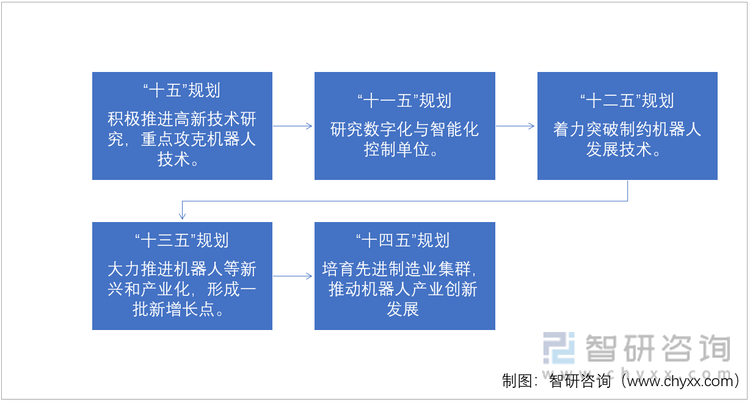 “十五”规划
积极推进高新技术研
究，重点攻克机器人
技术。
“十一五”规划
研究数字化与智能化
控制单位。
“十二五”规划
着力突破制约机器人
发展技术。
“十三五”规划
大力推进机器人等新
兴和产业化，形成一
批新增长点。
“十四五”规划
培育先进制造业集群，
推动机器人产业创新
发展
智研咨询
www.chyxx.com
制图：智研咨询（www.chyxx.com）